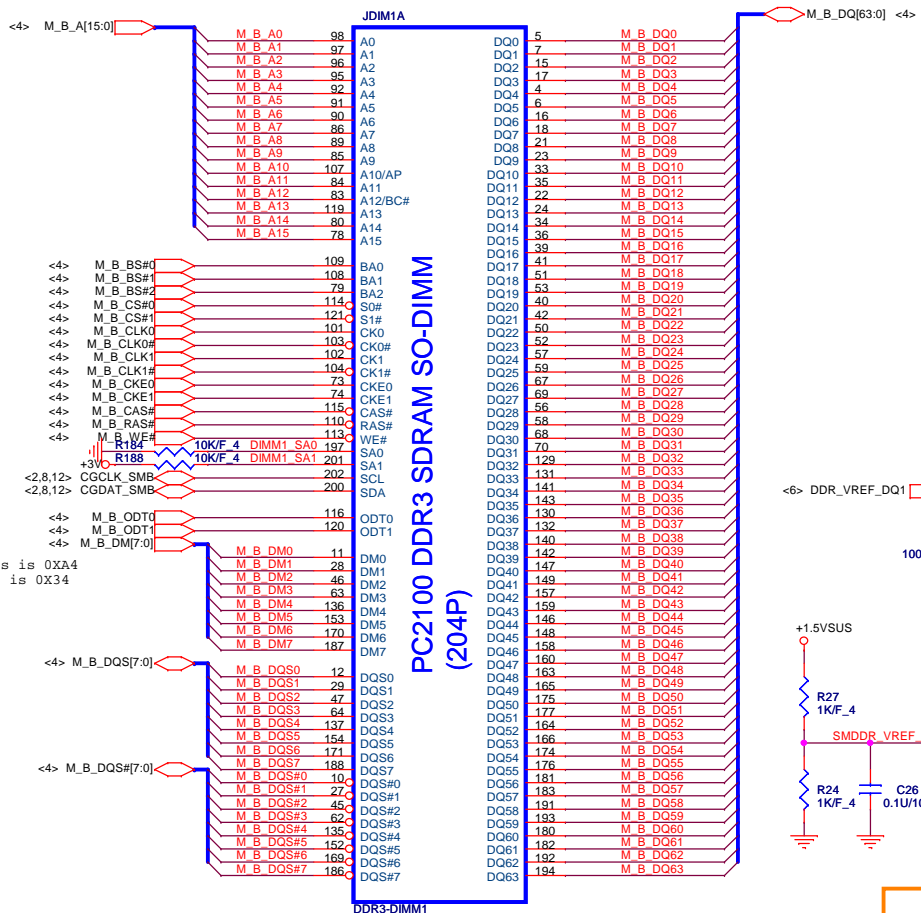 JDIM1A
<4> M_B_A[15:0]
M_B_DQ[63:0] <4>
M_B_A0 98 A0
M_B_A1 97 A1
M_B_A2 96 A2
M_B_A3 95 A3
M_B_A4 92 A4
M_B_A5 91 A5
M_B_A6 90 A6
M_B_A7 86 A7
M_B_A8 89 A8
M_B_A9 85 A9
M_B_A10 107 A10/AP
M_B_A11 84 A11
M_B_A12 83 A12/BC#
M_B_A13 119 A13
M_B_A14 80 A14
M_B_A15 78 A15
<4> M_B_BS#0 109 BA0
<4> M_B_BS#1 108 BA1
<4> M_B_BS#2 79 BA2
<4> M_B_CS#0 114 S0#
<4> M_B_CS#1 121 S1#
<4> M_B_CLK0 101 CK0
<4> M_B_CLK0# 103 CK0#
<4> M_B_CLK1 102 CK1
<4> M_B_CLK1# 104 CK1#
<4> M_B_CKE0 73 CKE0
<4> M_B_CKE1 74 CKE1
<4> M_B_CAS# 115 CAS#
<4> M_B_RAS# 110 RAS#
<4> M_B_WE# 113 WE#
R184 10K/F_4 DIMM1_SA0 197 SA0
+3V R188 10K/F_4 DIMM1_SA1 201 SA1
<2,8,12> CGCLK_SMB 202 SCL
<2,8,12> CGDAT_SMB 200 SDA
<4> M_B_ODT0 116 ODT0
<4> M_B_ODT1 120 ODT1
<4> M_B_DM[7:0]
M_B_DM0 11 DM0
M_B_DM1 28 DM1
M_B_DM2 46 DM2
M_B_DM3 63 DM3
M_B_DM4 136 DM4
M_B_DM5 153 DM5
M_B_DM6 170 DM6
M_B_DM7 187 DM7
s is 0XA4
is 0X34
<4> M_B_DQS[7:0]
M_B_DQS0 12 DQS0
M_B_DQS1 29 DQS1
M_B_DQS2 47 DQS2
M_B_DQS3 64 DQS3
M_B_DQS4 137 DQS4
M_B_DQS5 154 DQS5
M_B_DQS6 171 DQS6
M_B_DQS7 188 DQS7
<4> M_B_DQS#[7:0]
M_B_DQS#0 10 DQS#0
M_B_DQS#1 27 DQS#1
M_B_DQS#2 45 DQS#2
M_B_DQS#3 62 DQS#3
M_B_DQS#4 135 DQS#4
M_B_DQS#5 152 DQS#5
M_B_DQS#6 169 DQS#6
M_B_DQS#7 186 DQS#7
PC2100 DDR3 SDRAM SO-DIMM
(204P)
DQ0 5 M_B_DQ0
DQ1 7 M_B_DQ1
DQ2 15 M_B_DQ2
DQ3 17 M_B_DQ3
DQ4 4 M_B_DQ4
DQ5 6 M_B_DQ5
DQ6 16 M_B_DQ6
DQ7 18 M_B_DQ7
DQ8 21 M_B_DQ8
DQ9 23 M_B_DQ9
DQ10 33 M_B_DQ10
DQ11 35 M_B_DQ11
DQ12 22 M_B_DQ12
DQ13 24 M_B_DQ13
DQ14 34 M_B_DQ14
DQ15 36 M_B_DQ15
DQ16 39 M_B_DQ16
DQ17 41 M_B_DQ17
DQ18 51 M_B_DQ18
DQ19 53 M_B_DQ19
DQ20 40 M_B_DQ20
DQ21 42 M_B_DQ21
DQ22 50 M_B_DQ22
DQ23 52 M_B_DQ23
DQ24 57 M_B_DQ24
DQ25 59 M_B_DQ25
DQ26 67 M_B_DQ26
DQ27 69 M_B_DQ27
DQ28 56 M_B_DQ28
DQ29 58 M_B_DQ29
DQ30 68 M_B_DQ30
DQ31 70 M_B_DQ31
DQ32 129 M_B_DQ32
DQ33 131 M_B_DQ33
DQ34 141 M_B_DQ34
DQ35 143 M_B_DQ35
DQ36 130 M_B_DQ36
DQ37 132 M_B_DQ37
DQ38 140 M_B_DQ38
DQ39 142 M_B_DQ39
DQ40 147 M_B_DQ40
DQ41 149 M_B_DQ41
DQ42 157 M_B_DQ42
DQ43 159 M_B_DQ43
DQ44 146 M_B_DQ44
DQ45 148 M_B_DQ45
DQ46 158 M_B_DQ46
DQ47 160 M_B_DQ47
DQ48 163 M_B_DQ48
DQ49 165 M_B_DQ49
DQ50 175 M_B_DQ50
DQ51 177 M_B_DQ51
DQ52 164 M_B_DQ52
DQ53 166 M_B_DQ53
DQ54 174 M_B_DQ54
DQ55 176 M_B_DQ55
DQ56 181 M_B_DQ56
DQ57 183 M_B_DQ57
DQ58 191 M_B_DQ58
DQ59 193 M_B_DQ59
DQ60 180 M_B_DQ60
DQ61 182 M_B_DQ61
DQ62 192 M_B_DQ62
DQ63 194 M_B_DQ63
DDR3-DIMM1
<6> DDR_VREF_DQ1
100
+1.5VSUS
R27
1K/F_4
SMDDR_VREF_
R24
1K/F_4
C26
0.1U/10